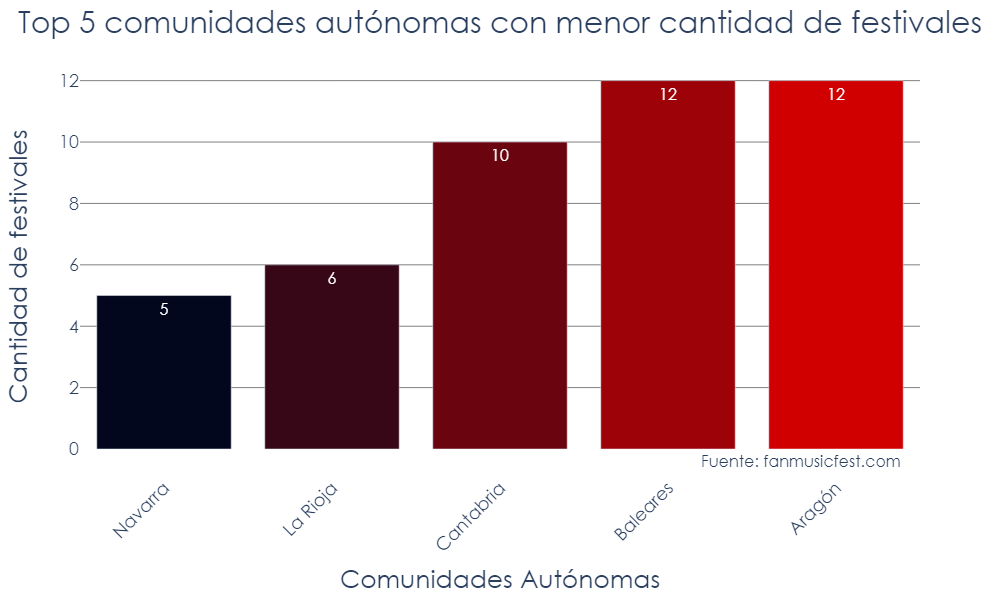 Top 5 comunidades autónomas con menor cantidad de festivales
Cantidad de festivales
12
10
8
6
4
2
0
5
6
10
12
12
Fuente: fanmusicfest.com
Navarra
La Rioja
Cantabria
Baleares
Aragón
Comunidades Autónomas